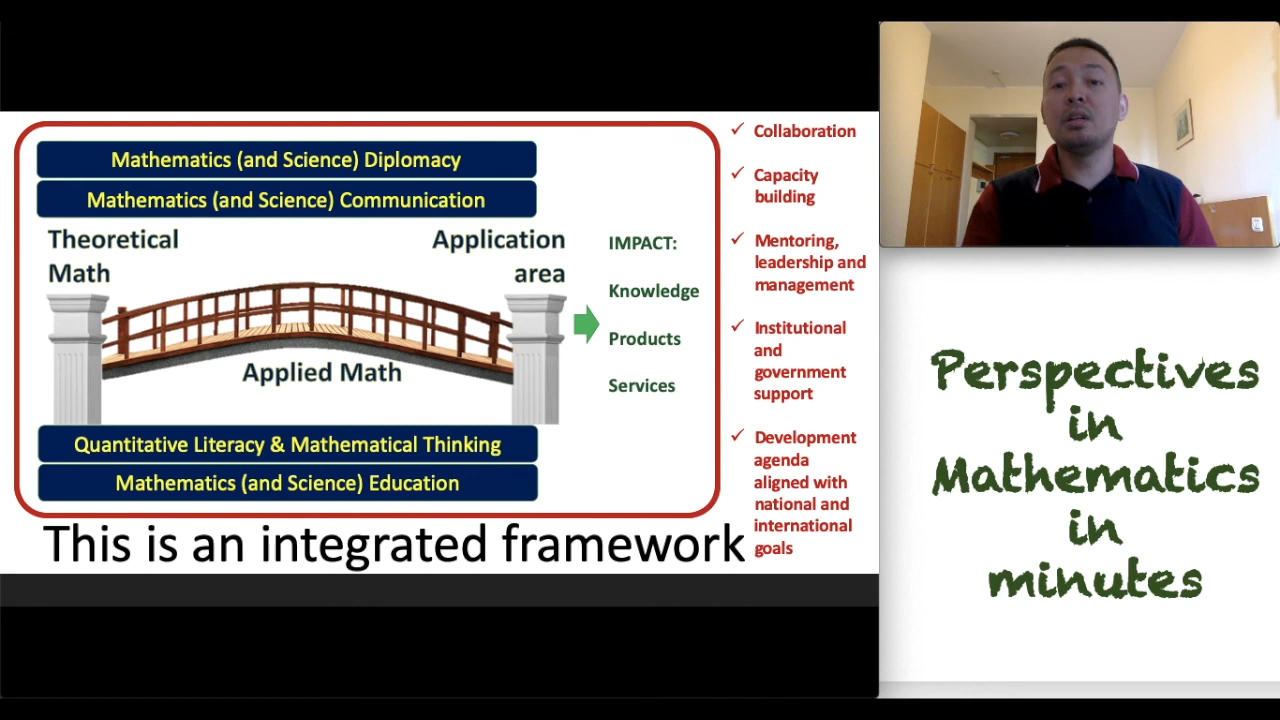 Mathematics (and Science) Diplomacy
Mathematics (and Science) Communication
Theoretical
Math
Application
area
Applied Math
Quantitative Literacy & Mathematical Thinking
Mathematics (and Science) Education
IMPACT:
Knowledge
Products
Services
Collaboration
Capacity
building
Mentoring,
leadership and
management
Institutional
and
government
support
Development
agenda
aligned with
national and
international
goals
This is an integrated framework
Perspectives
in
Mathematics
in
minutes